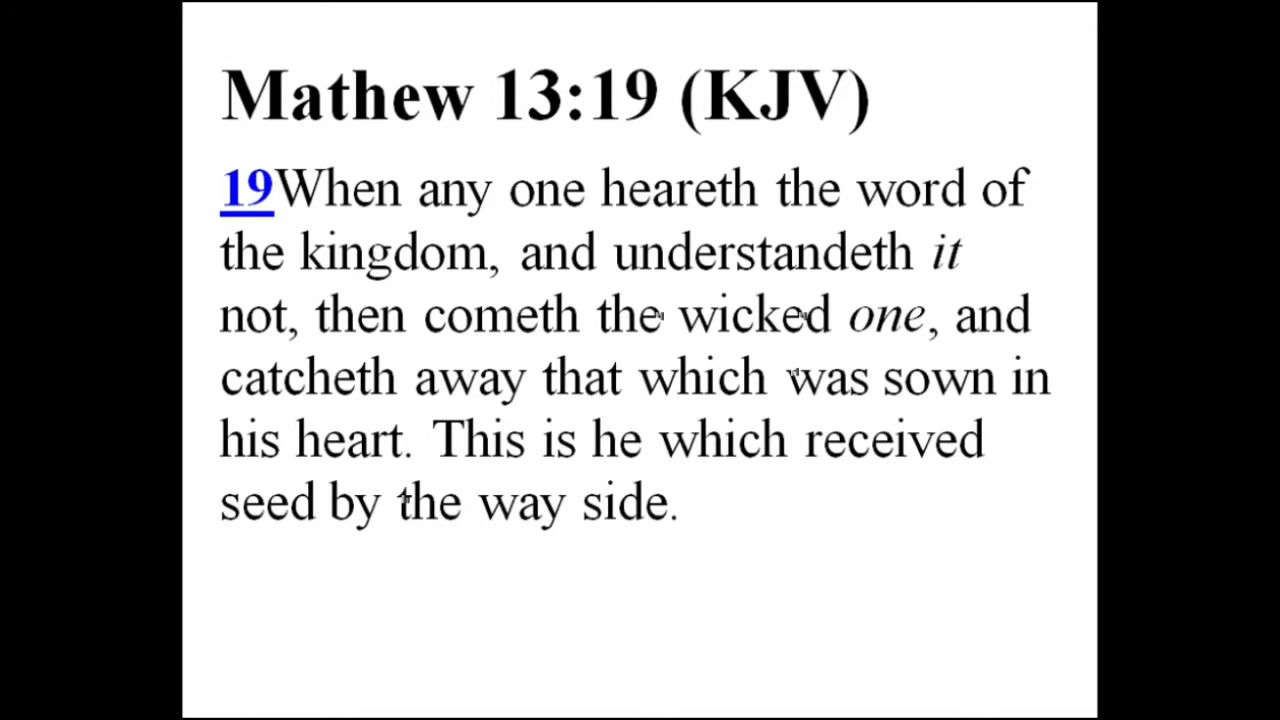 Mathew 13:19 (KJV)
19When any one heareth the word of
the kingdom, and understandeth it
not, then cometh the wicked one, and
catcheth away that which was sown in
his heart. This is he which received
seed by the way side.